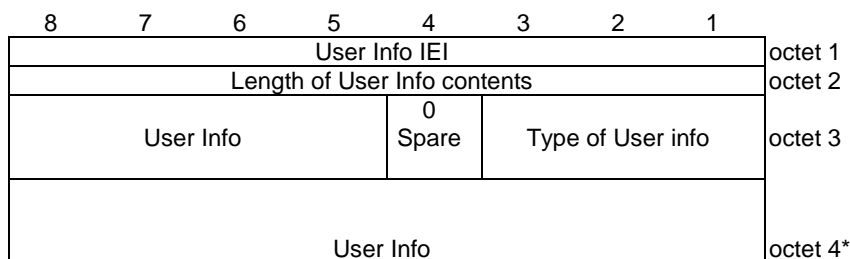 8 7 6 5 4 3 2 1
User Info IEI octet 1
Length of User Info contents octet 2
0
User Info Spare Type of User info octet 3
User Info octet 4*